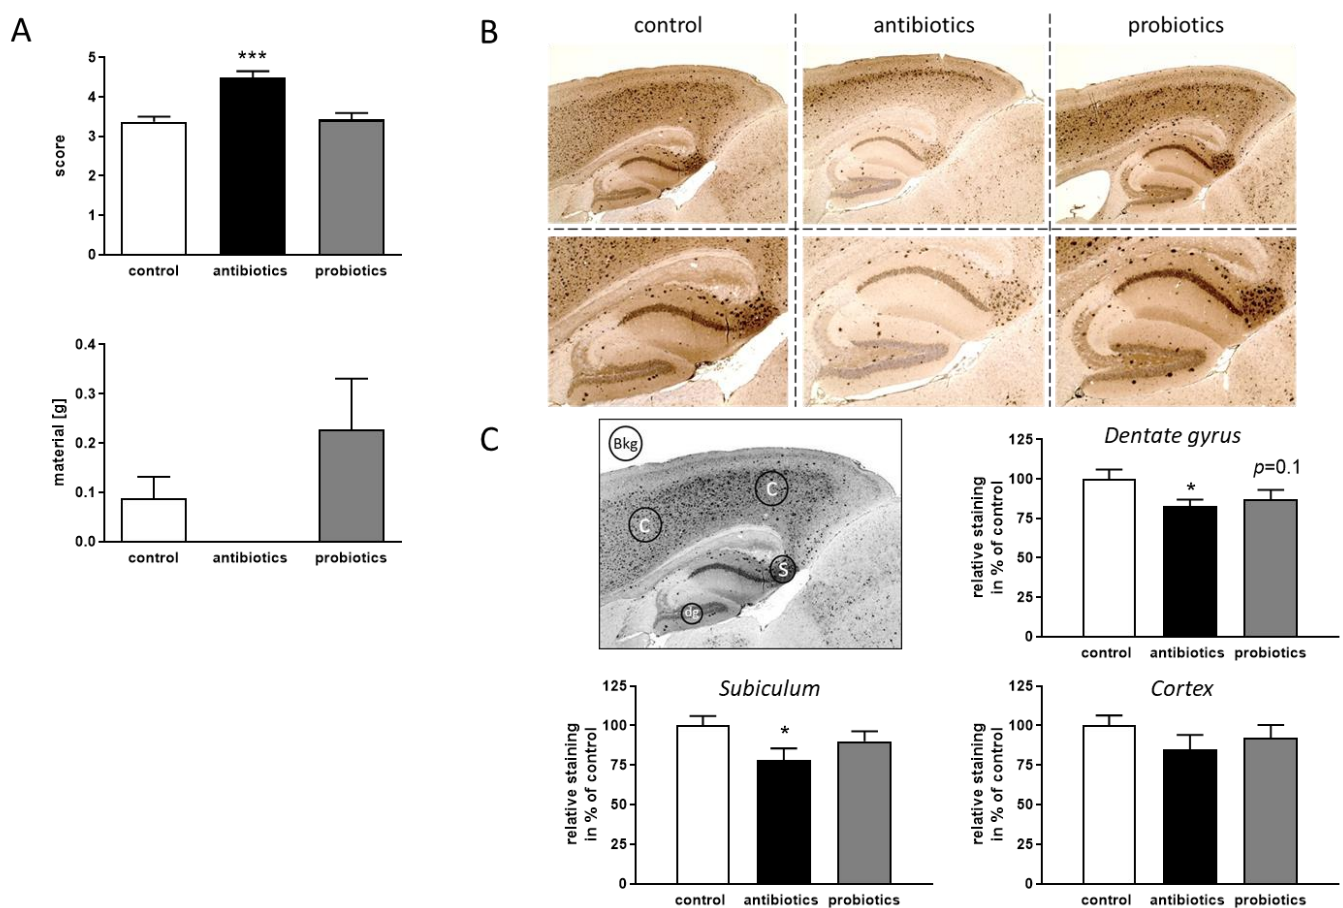 A
5
4
3
2
1
0
score
***
control antibiotics probiotics
0.4
0.3
0.2
0.1
0.0
material [g]
control antibiotics probiotics
B
control antibiotics probiotics
C
Bkg
C
C
S
dg
Dentate gyrus
125
100
75
50
25
0
relative staining
in % of control
*
p=0.1
control antibiotics probiotics
Subiculum
125
100
75
50
25
0
relative staining
in % of control
*
control antibiotics probiotics
Cortex
125
100
75
50
25
0
relative staining
in % of control
control antibiotics probiotics